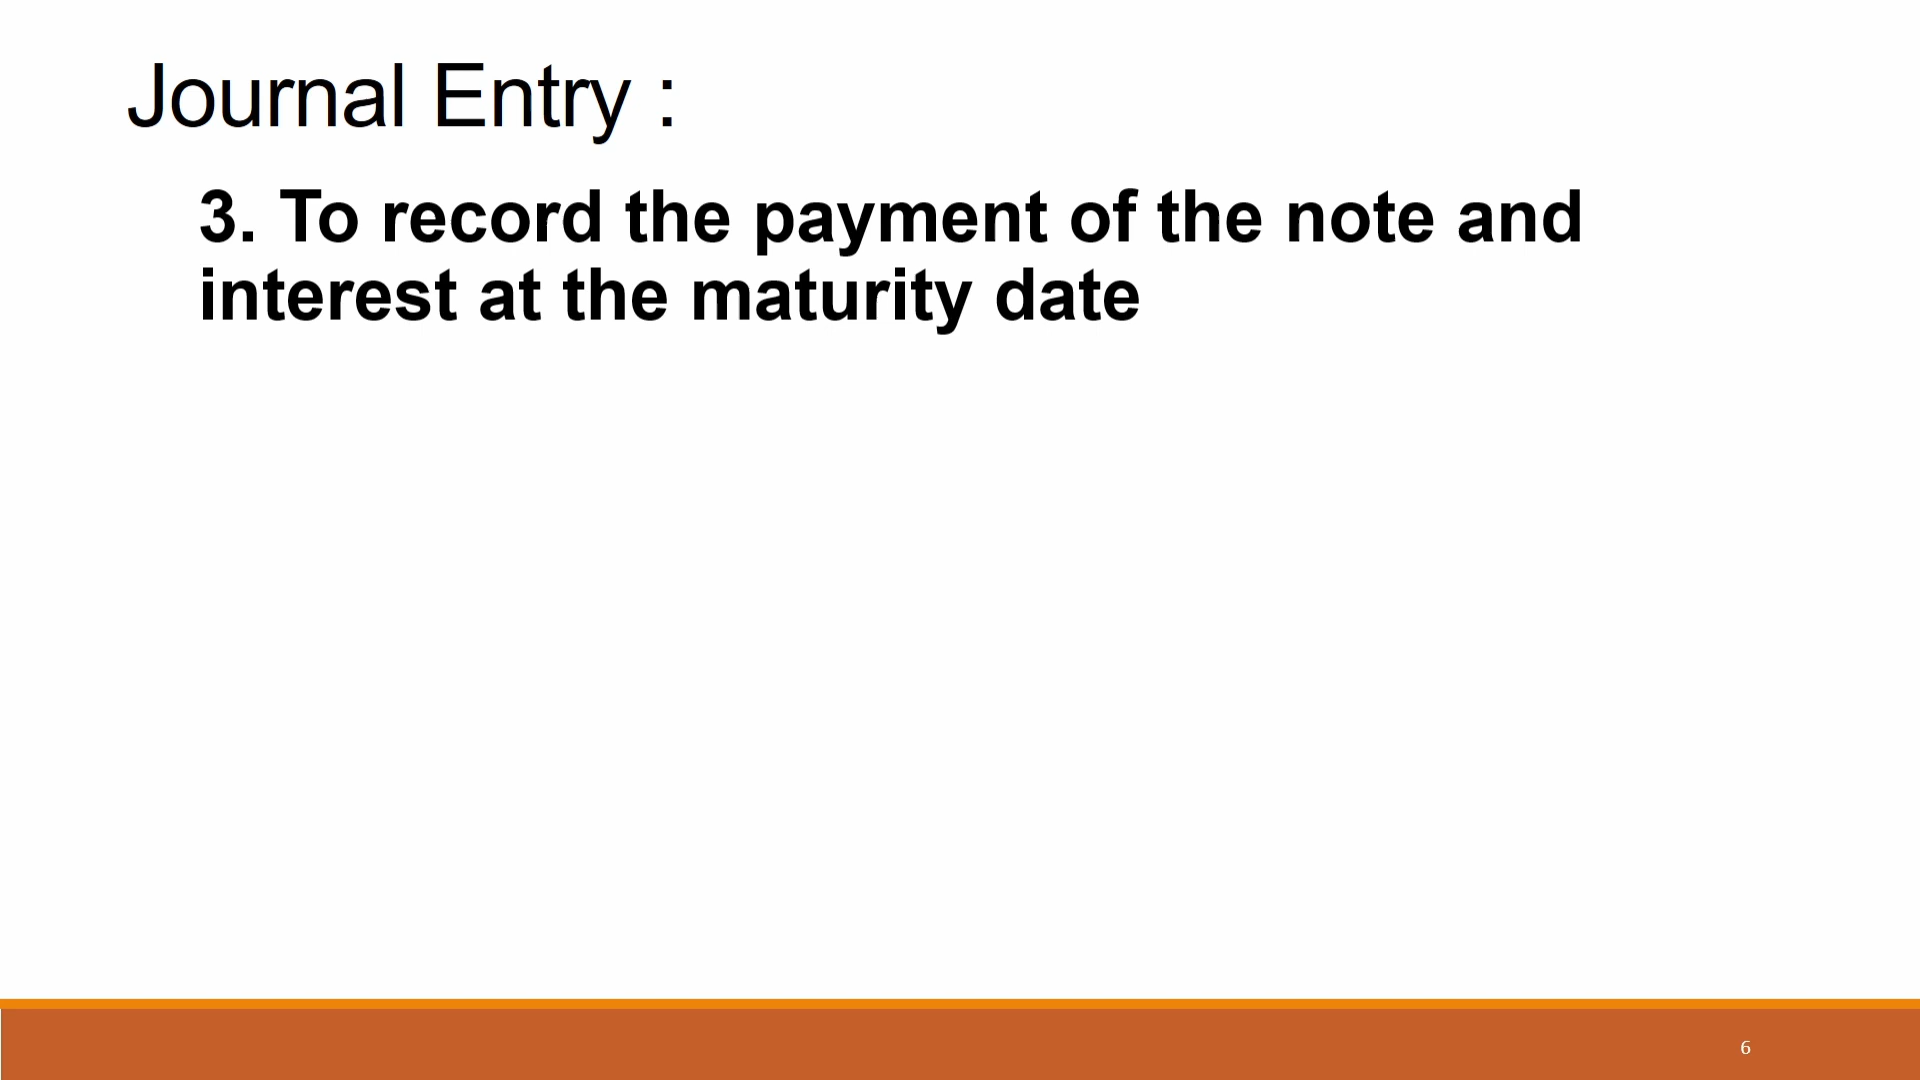 Journal Entry :
3. To record the payment of the note and
interest at the maturity date
6